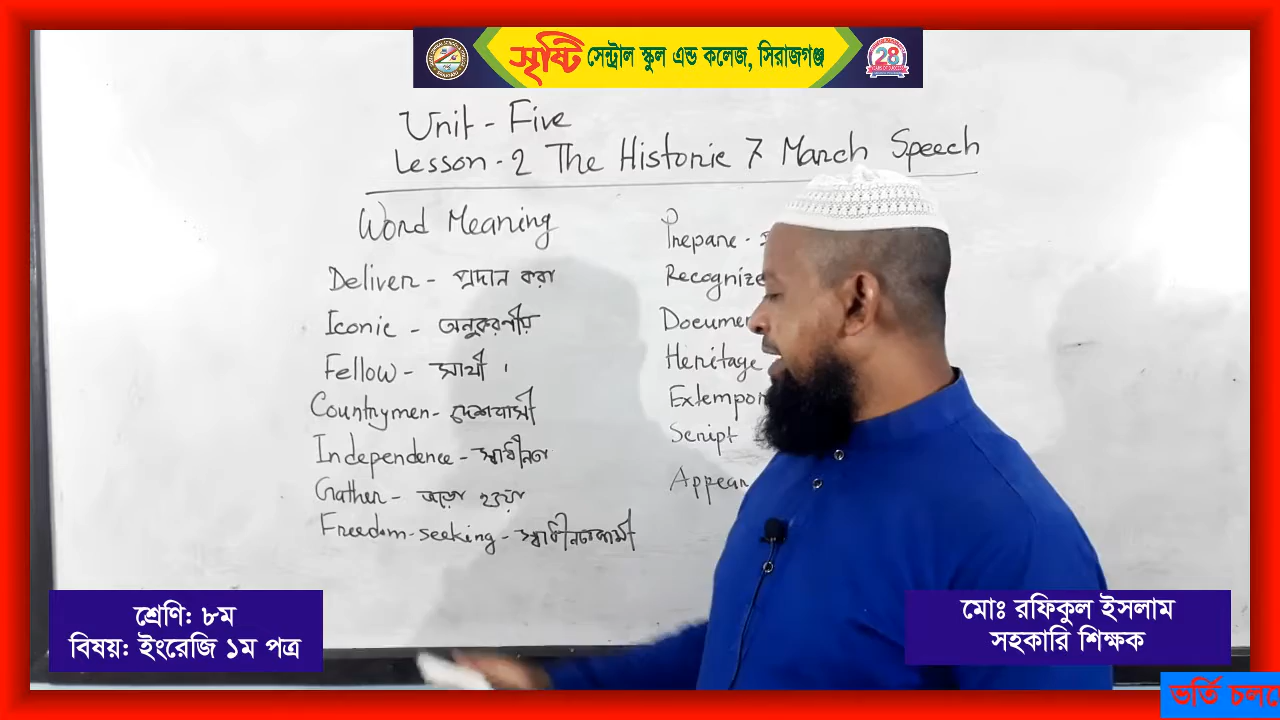 সৃষ্টি সেন্ট্রাল স্কুল এন্ড কলেজ, সিরাজগঞ্জ
28
Unit - Five
Lesson - 2 The Historic 7 March Speech
Word Meaning
Deliver - প্রদান করা
Iconic - অনুকরণীয়
Fellow - সাথী
Countrymen - দেশবাসী
Independence - স্বাধীনতা
Gather - জড়ো হওয়া
Freedom-seeking - স্বাধীনতাকামী
Prepare -
Recognize
Documen
Heritage
Extempor
Script
Appear
শ্রেণি: ৮ম
বিষয়: ইংরেজি ১ম পত্র
মোঃ রফিকুল ইসলাম
সহকারি শিক্ষক
ভর্তি চলছে